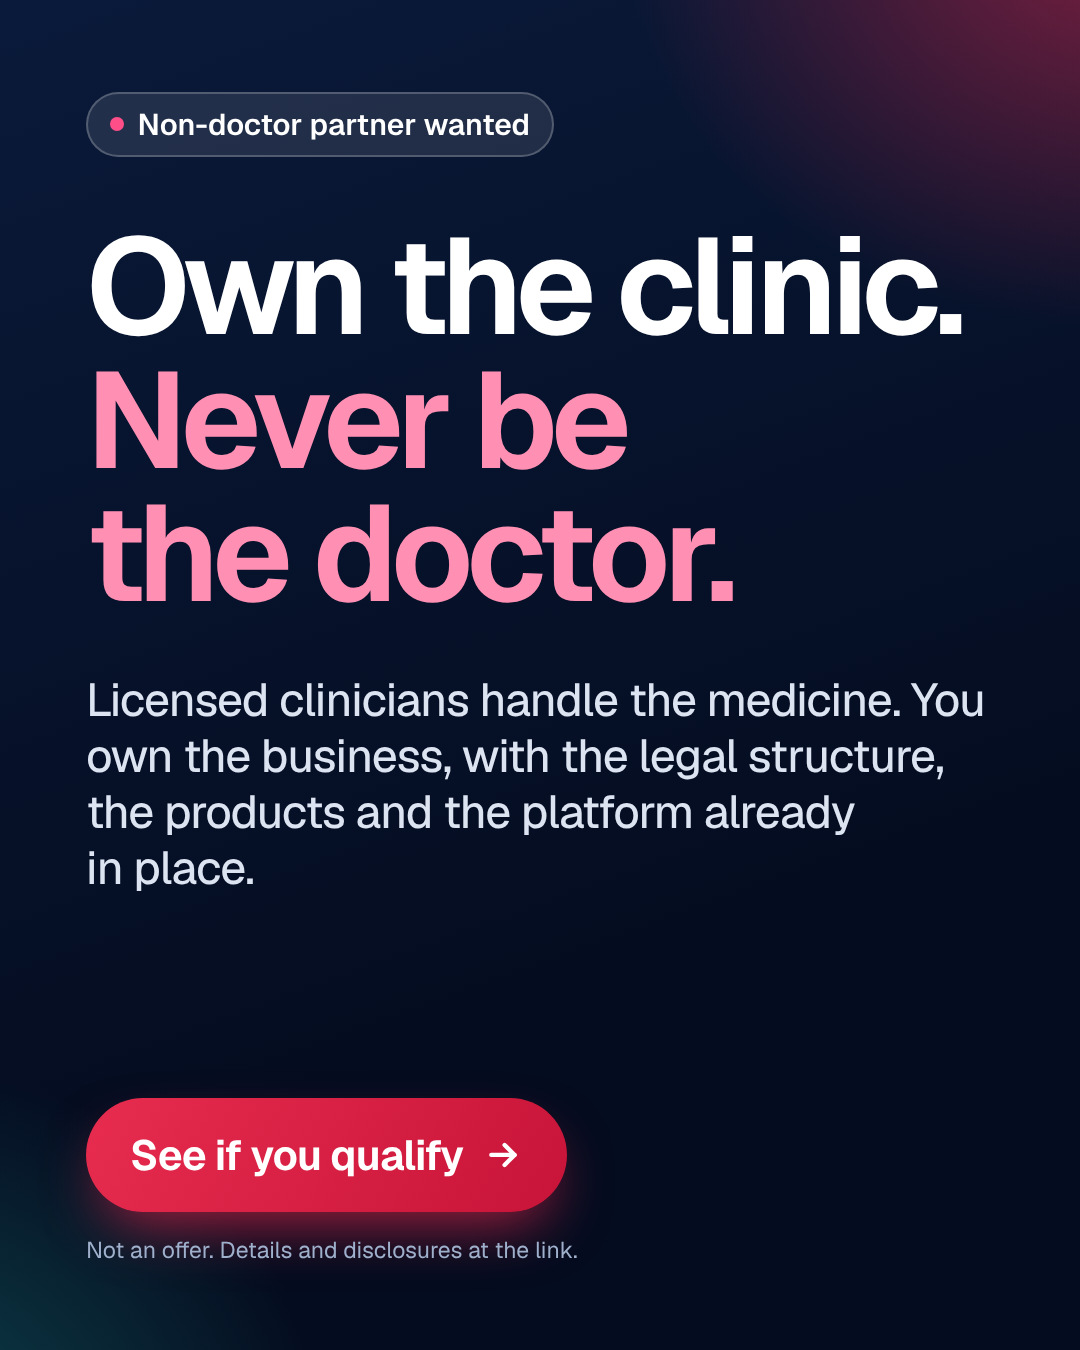 Non-doctor partner wanted
Own the clinic.
Never be
the doctor.
Licensed clinicians handle the medicine. You
own the business, with the legal structure,
the products and the platform already
in place.
See if you qualify →
Not an offer. Details and disclosures at the link.